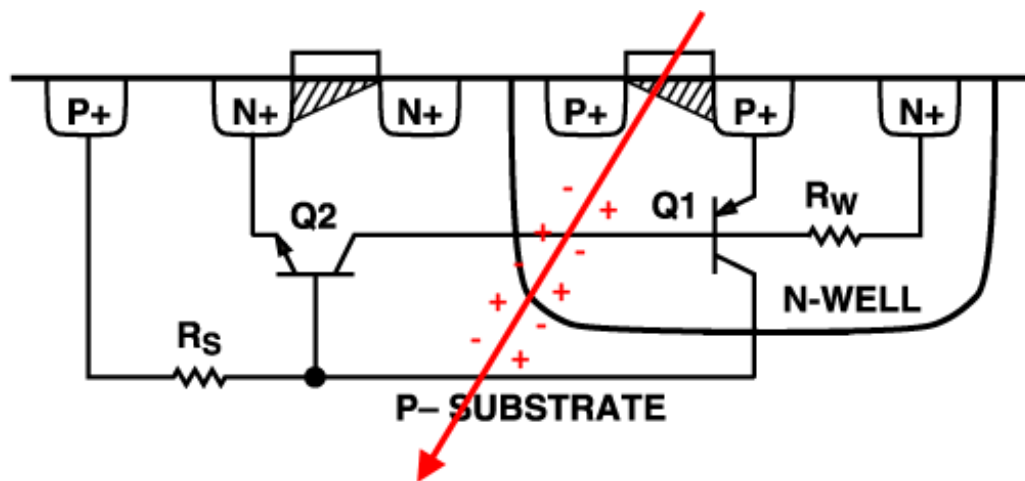 P+ N+ N+ P+ P+ N+
Q2 Q1 RW
N-WELL
RS
P– SUBSTRATE
- +
+ -
- +
+ -
- +